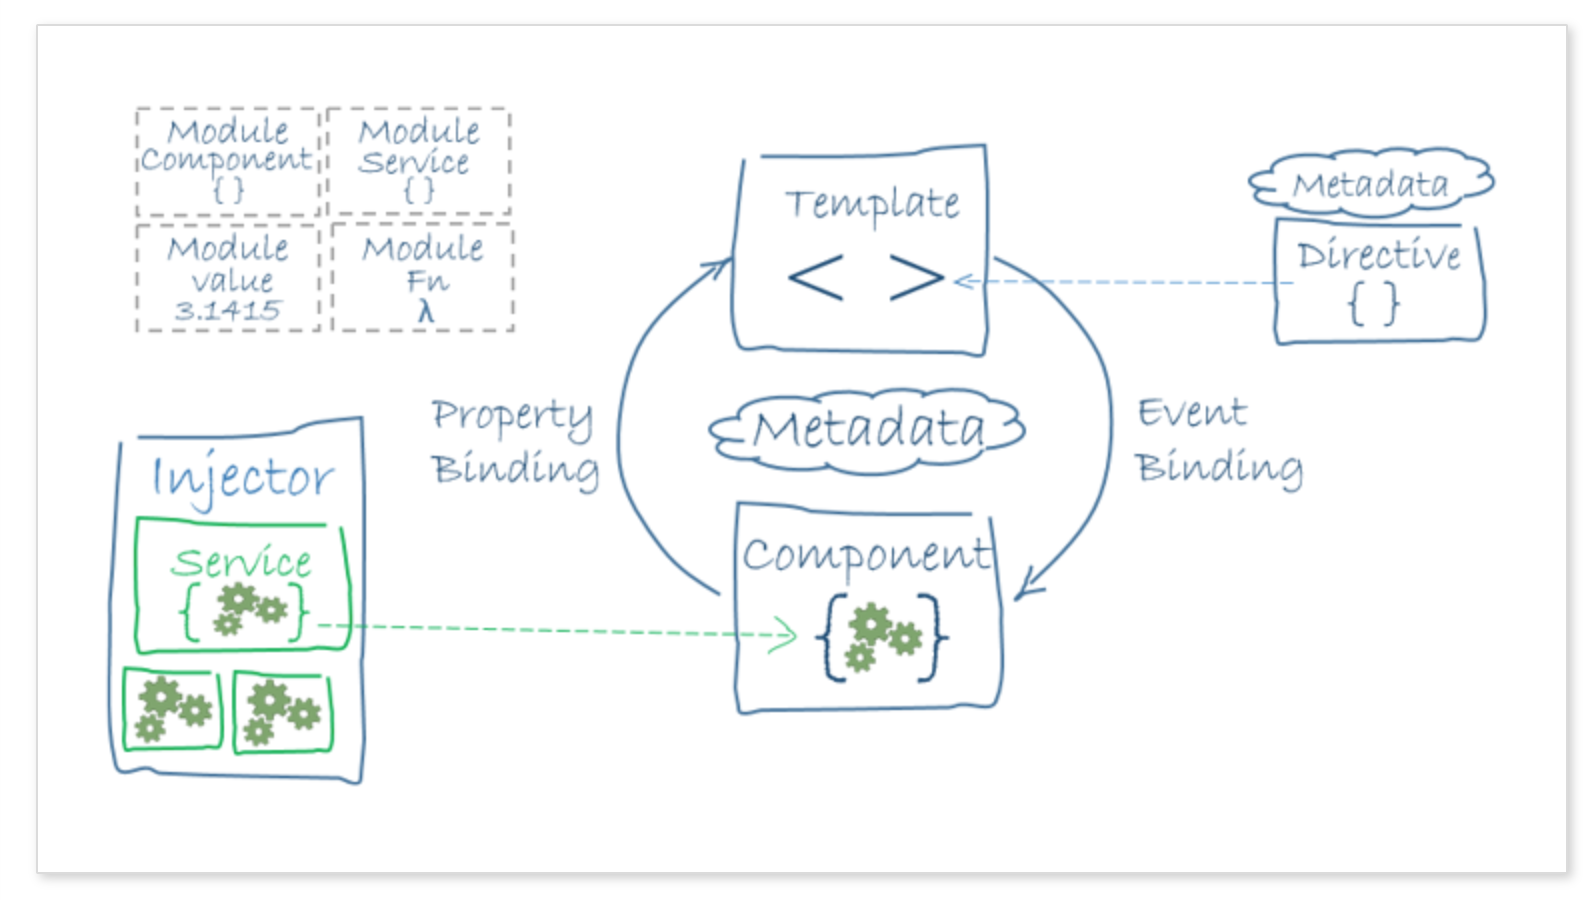 Module
Component
{ }
Module
Service
{ }
Module
value
3.1415
Module
Fn
λ
Template
< >
Metadata
Directive
{ }
Property
Binding
Metadata
Event
Binding
Injector
Service
{ }
Component
{ }